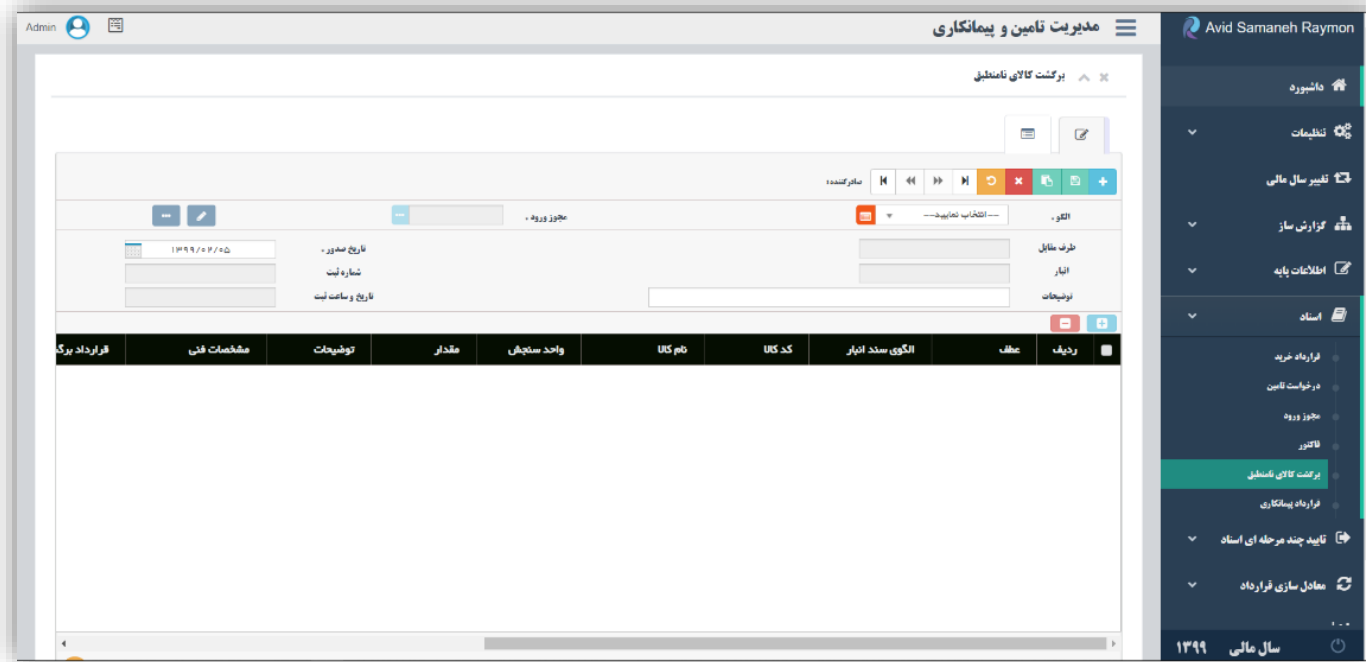 Avid Samaneh Raymon
داشبورد
تنظیمات
تغییر سال مالی
گزارش ساز
اطلاعات پایه
اسناد
قرارداد خرید
درخواست تامین
مجوز ورود
فاکتور
برگشت کالای نامنطبق
قرارداد پیمانکاری
تایید چند مرحله ای اسناد
معادل سازی قرارداد
سال مالی ۱۳۹۹
مدیریت تامین و پیمانکاری
Admin
برگشت کالای نامنطبق
صادرکننده:
الگو *
--انتخاب نمایید--
مجوز ورود *
طرف مقابل
تاریخ صدور *
۱۳۹۹/۰۲/۰۵
انبار
شماره ثبت
توضیحات
تاریخ و ساعت ثبت
ردیف عطف الگوی سند انبار کد کالا نام کالا واحد سنجش مقدار توضیحات مشخصات فنی قرارداد برگ